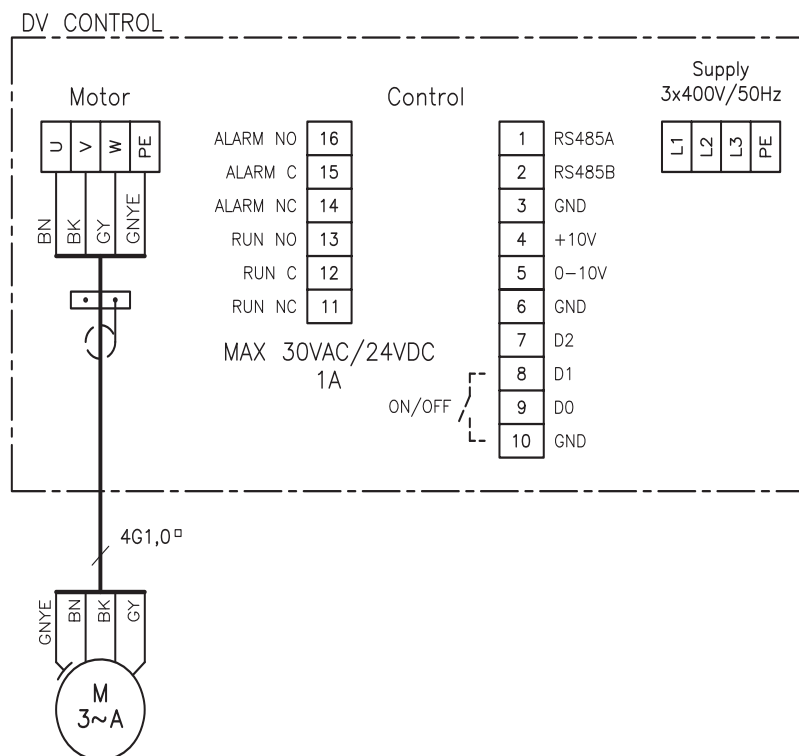 DV CONTROL
Motor
U V W PE
BN BK GY GNYE
Control
ALARM NO 16
ALARM C 15
ALARM NC 14
RUN NO 13
RUN C 12
RUN NC 11
MAX 30VAC/24VDC
1A
1 RS485A
2 RS485B
3 GND
4 +10V
5 0-10V
6 GND
7 D2
8 D1
9 D0
10 GND
ON/OFF
Supply
3x400V/50Hz
L1 L2 L3 PE
4G1,0▫
GNYE BN BK GY
M
3~A